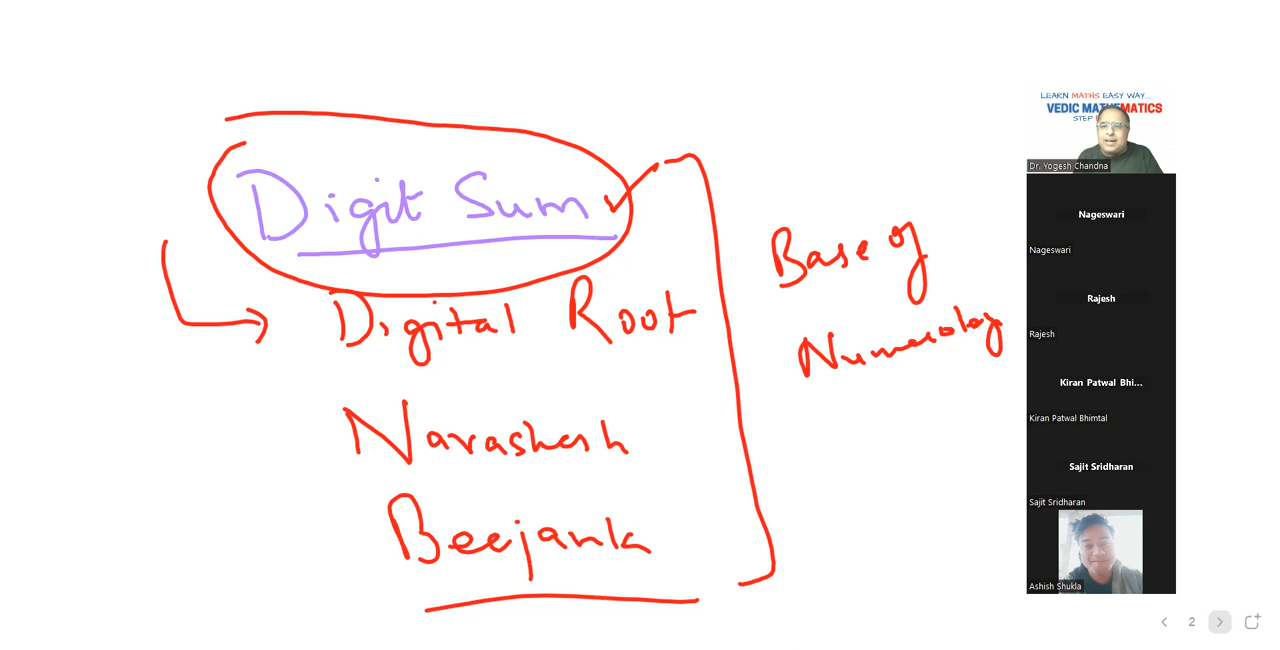 Digit Sum
Digital Root
Navashesh
Beejank
Base of
Numerology
LEARN MATHS EASY WAY...
VEDIC MATHEMATICS
STEP
Dr. Yogesh Chandna
Nageswari
Nageswari
Rajesh
Rajesh
Kiran Patwal Bhi...
Kiran Patwal Bhimtal
Sajit Sridharan
Sajit Sridharan
Ashish Shukla
2